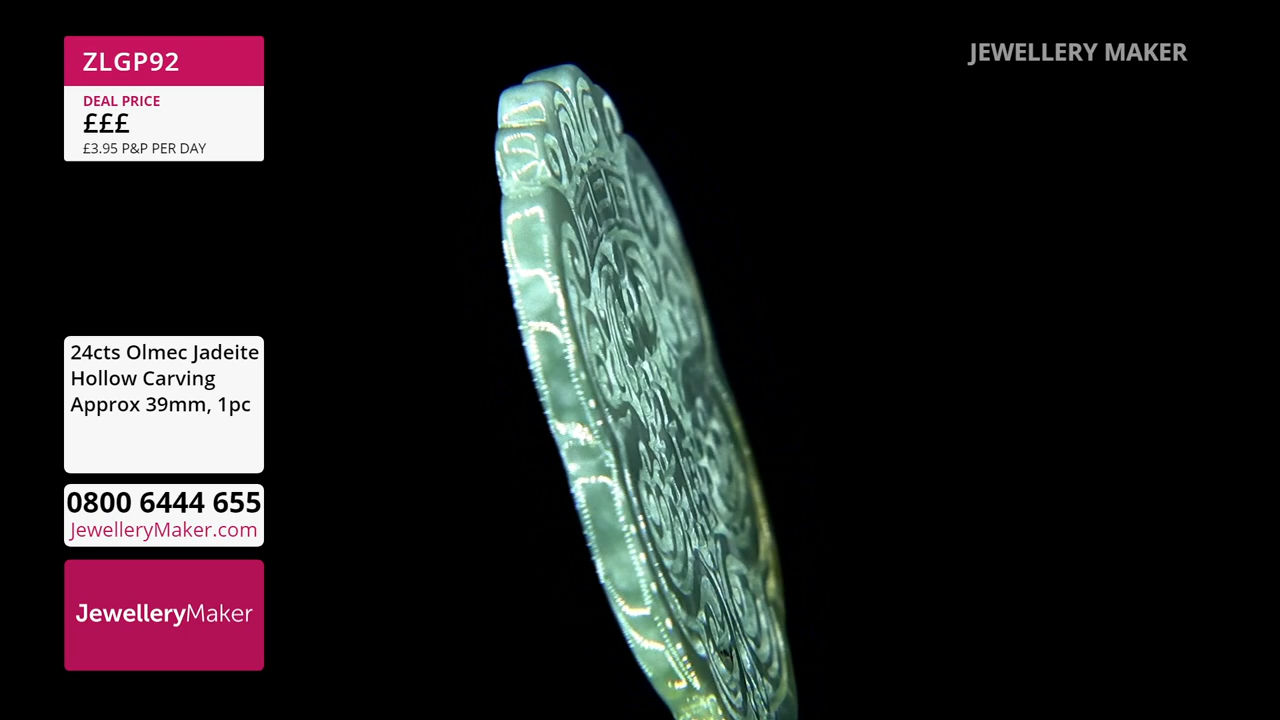 ZLGP92
DEAL PRICE
£££
£3.95 P&P PER DAY
JEWELLERY MAKER
24cts Olmec Jadeite
Hollow Carving
Approx 39mm, 1pc
0800 6444 655
JewelleryMaker.com
JewelleryMaker